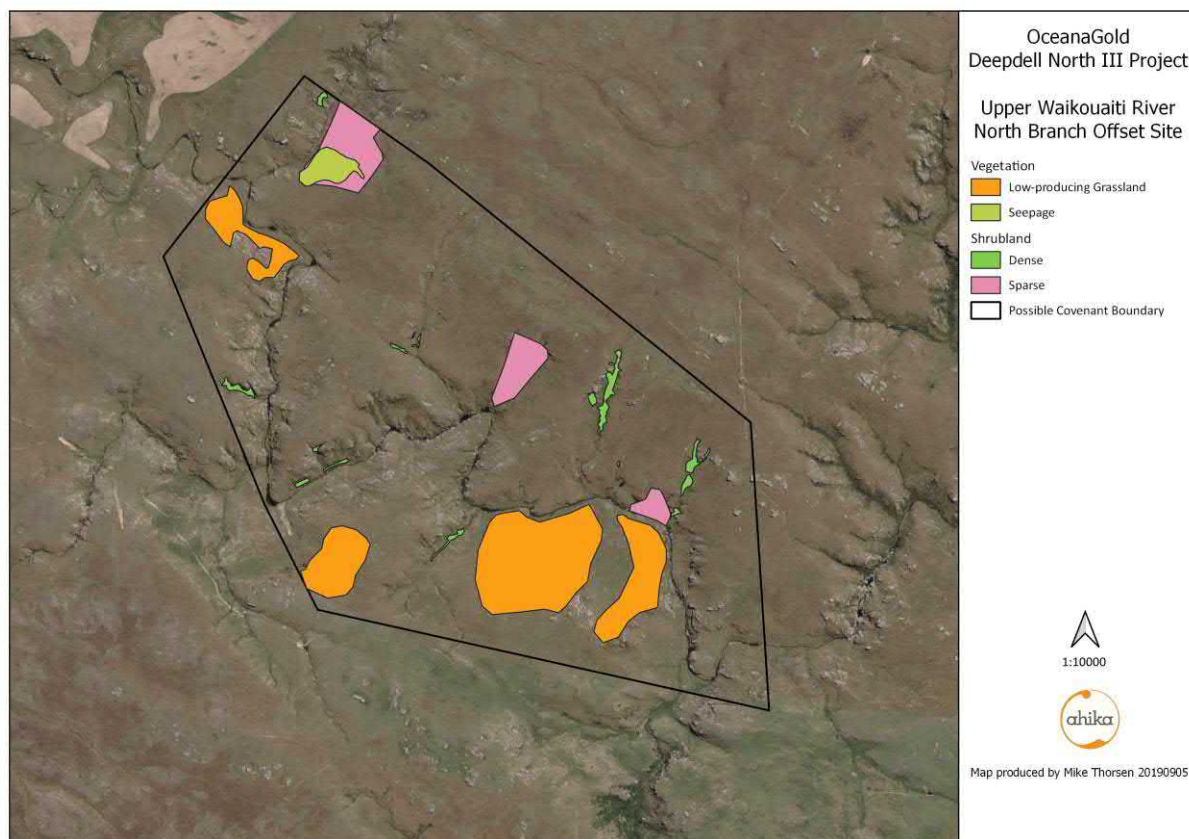 OceanaGold
Deepdell North III Project
Upper Waikouaiti River
North Branch Offset Site
Vegetation
Low-producing Grassland
Seepage
Shrubland
Dense
Sparse
Possible Covenant Boundary
1:10000
ahika
Map produced by Mike Thorsen 20190905